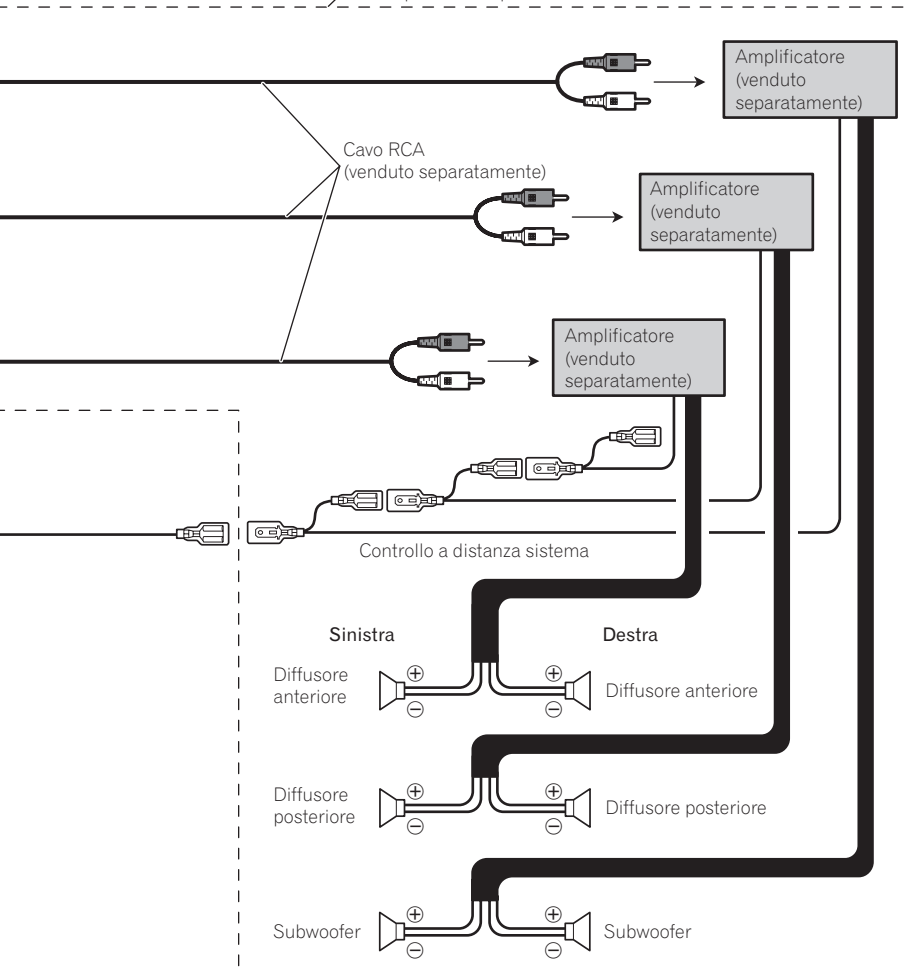 Amplificatore
(venduto
separatamente)
Cavo RCA
(venduto separatamente)
Amplificatore
(venduto
separatamente)
Amplificatore
(venduto
separatamente)
Controllo a distanza sistema
Sinistra
Destra
Diffusore
anteriore
+
−
+
−
Diffusore anteriore
Diffusore
posteriore
+
−
+
−
Diffusore posteriore
Subwoofer
+
−
+
−
Subwoofer